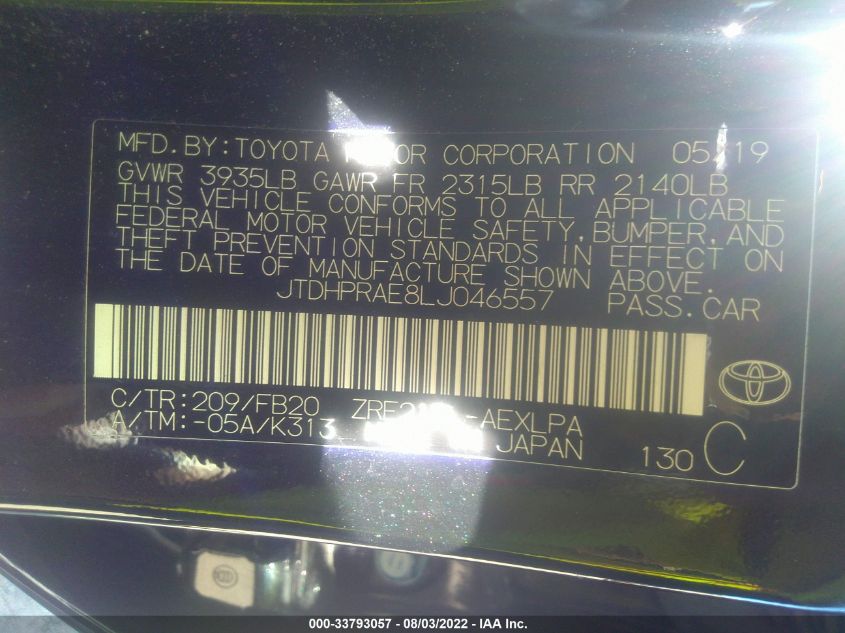 MFD.BY:TOYOTA CORPORATION 05 19
GVWR 3935LB GAWR FR 2315LB RR 2140LB
THIS VEHICLE CONFORMS TO ALL APPLICABLE
FEDERAL MOTOR VEHICLE SAFETY,BUMPER,AND
THEFT PREVENTION STANDARDS IN EFFECT ON
THE DATE OF MANUFACTURE SHOWN ABOVE.
JTDHPRAE8LJ046557 PASS.CAR
C/TR:209/FB20 -AEXLPA
A/TM:-05A/K313 JAPAN 130 C
000-33793057 - 08/03/2022 - IAA Inc.